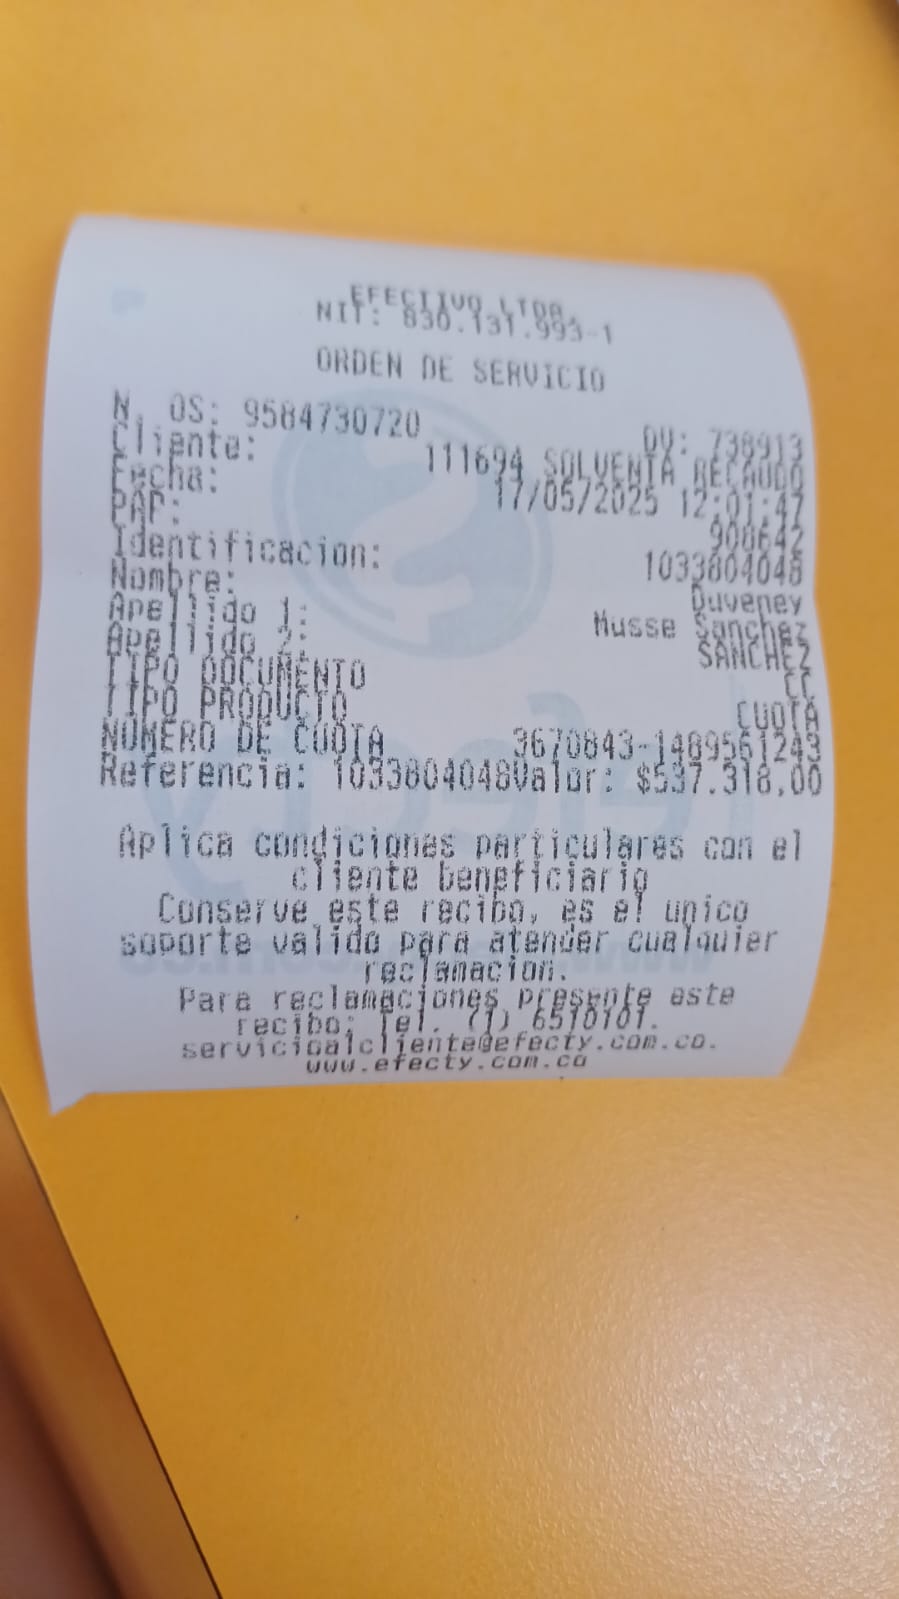 EFECTIVO LTDA.
NIT: 830.131.993-1
ORDEN DE SERVICIO
N. OS: 9584730720 DV: 738913
Cliente: 111694 SOLVENTA RECAUDO
Fecha: 17/05/2025 12:01:47
PAP: 908642
Identificacion: 1033804048
Nombre: Duveney
Apellido 1: Musse Sanchez
Apellido 2: SANCHEZ
TIPO DOCUMENTO CC
TIPO PRODUCTO CUOTA
NUMERO DE CUOTA 3670843-1489561243
Referencia: 1033804048Valor: $537.318,00
Aplica condiciones particulares con el
cliente beneficiario
Conserve este recibo, es el unico
soporte valido para atender cualquier
reclamacion.
Para reclamaciones presente este
recibo: Tel. (1) 6510101.
servicioalcliente@efecty.com.co.
www.efecty.com.co
efecty